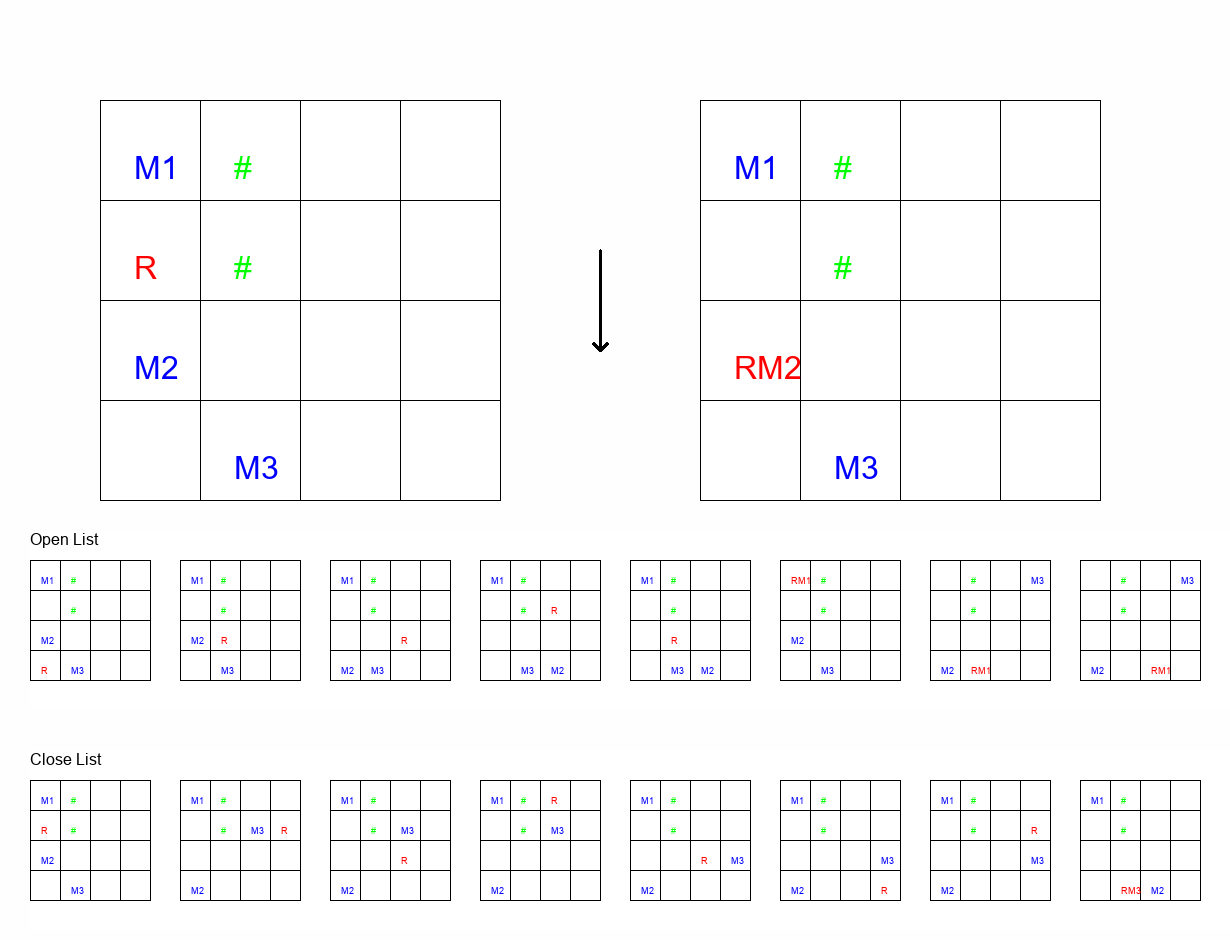 M1 # M1 #
R # #
M2 RM2
M3 M3
Open List
M1 # M1 # M1 # M1 # M1 # RM1 # # M3 # M3
# # # # R # # # #
M2 M2 R R R M2
R M3 M3 M2 M3 M3 M2 M3 M2 M3 M2 RM1 M2 RM1
Close List
M1 # M1 # M1 # M1 # R M1 # M1 # M1 # M1 #
R # # M3 R # M3 # M3 # # # R #
M2 R R M3 M3 M3
M3 M2 M2 M2 M2 M2 R M2 RM3 M2